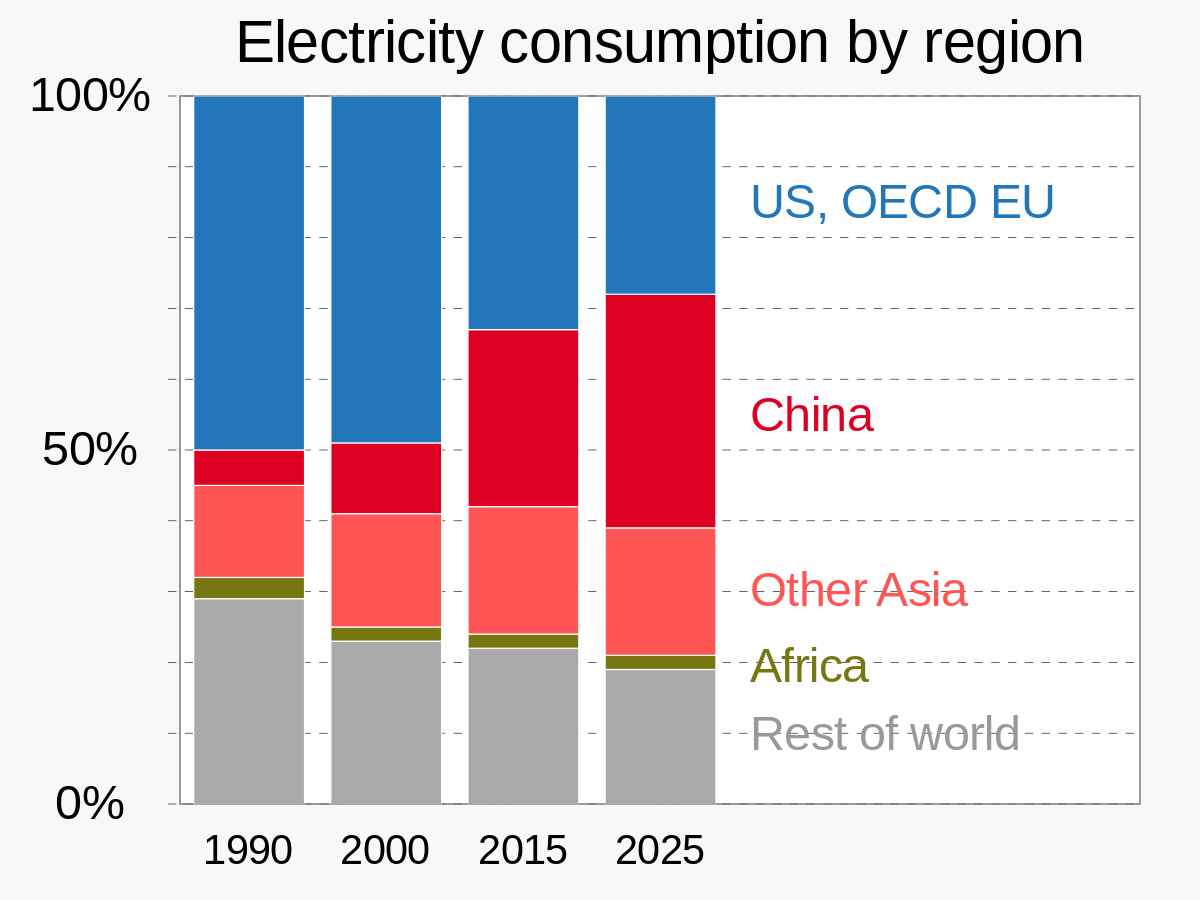 Electricity consumption by region
100%
US, OECD EU
China
50%
Other Asia
Africa
Rest of world
0%
1990 2000 2015 2025